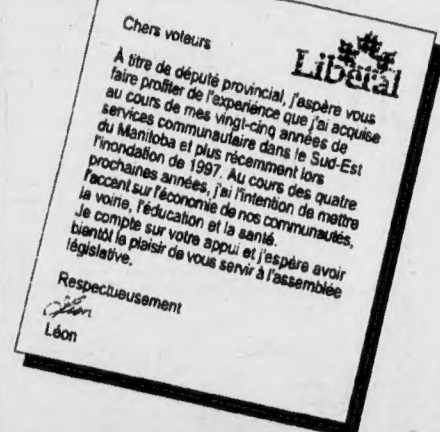 Libéral
Chers voteurs
À titre de député provincial, j'aspère vous
faire profiter de l'expérience que j'ai acquise
au cours de mes vingt-cinq années de
services communautaire dans le Sud-Est
du Manitoba et plus récemment lors
l'inondation de 1997. Au cours des quatre
prochaines années, j'ai l'intention de mettre
l'accent sur l'économie de nos communautés,
la voirie, l'éducation et la santé.
Je compte sur votre appui et j'espère avoir
bientôt le plaisir de vous servir à l'assemblée
législative.
Respectueusement
Léon
Léon